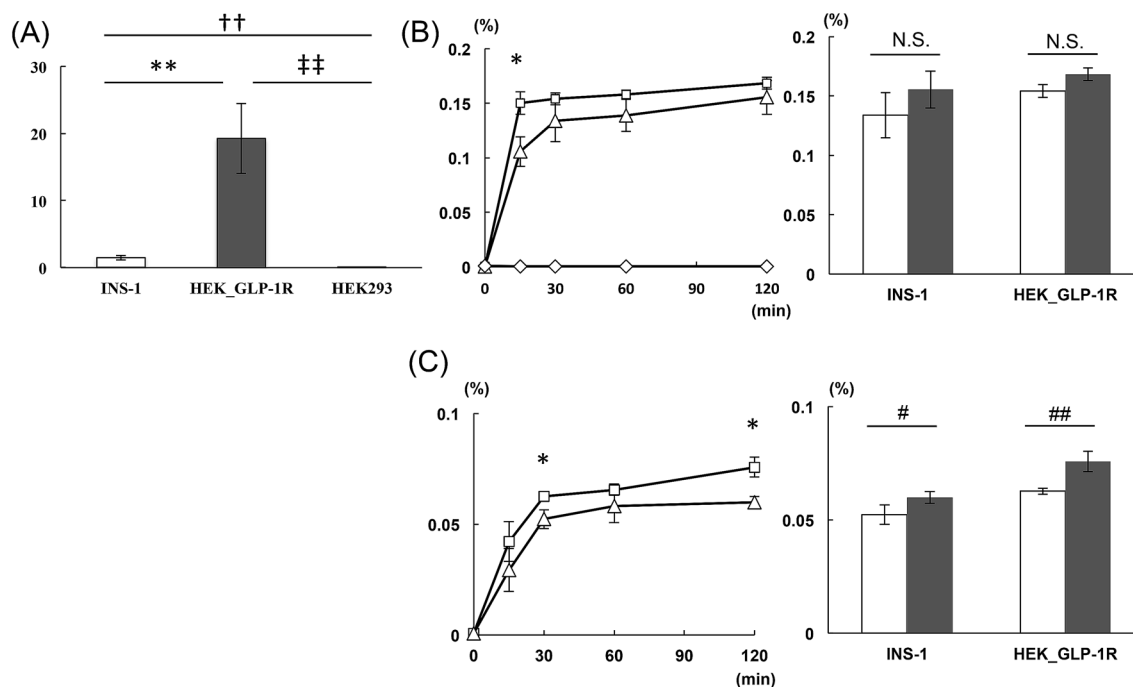 (A)
††
** ‡‡
30
20
10
0
INS-1 HEK_GLP-1R HEK293
(B)
(%)
0.2
0.15
0.1
0.05
0
*
0 30 60 90 120
(min)
(%)
0.2
0.15
0.1
0.05
0
N.S. N.S.
INS-1 HEK_GLP-1R
(C)
(%)
0.1
0.05
0
* *
0 30 60 90 120
(min)
(%)
0.1
0.05
0
# ##
INS-1 HEK_GLP-1R